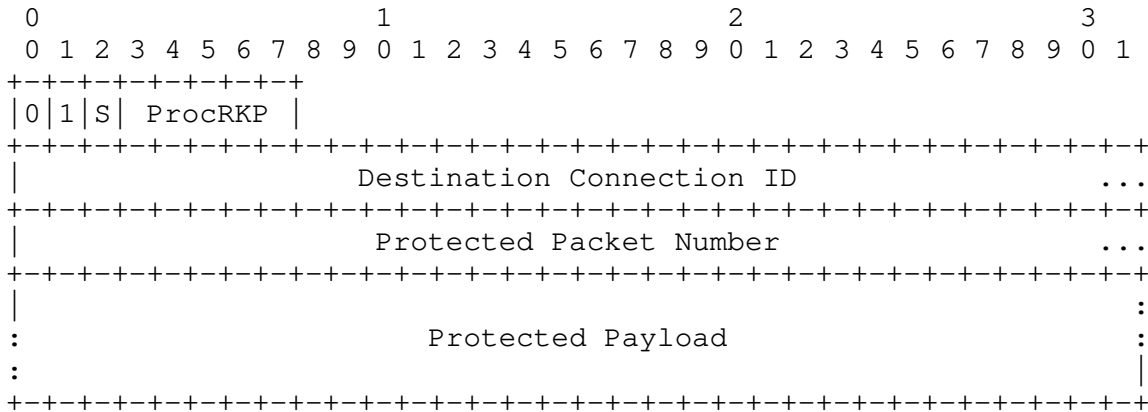 0                   1                   2                   3
 0 1 2 3 4 5 6 7 8 9 0 1 2 3 4 5 6 7 8 9 0 1 2 3 4 5 6 7 8 9 0 1
+-+-+-+-+-+-+-+-+
|0|1|S| ProcRKP |
+-+-+-+-+-+-+-+-+-+-+-+-+-+-+-+-+-+-+-+-+-+-+-+-+-+-+-+-+-+-+-+-+
|                   Destination Connection ID                 ...
+-+-+-+-+-+-+-+-+-+-+-+-+-+-+-+-+-+-+-+-+-+-+-+-+-+-+-+-+-+-+-+-+
|                    Protected Packet Number                  ...
+-+-+-+-+-+-+-+-+-+-+-+-+-+-+-+-+-+-+-+-+-+-+-+-+-+-+-+-+-+-+-+-+
|                                                               :
:                       Protected Payload                       :
:                                                               |
+-+-+-+-+-+-+-+-+-+-+-+-+-+-+-+-+-+-+-+-+-+-+-+-+-+-+-+-+-+-+-+-+